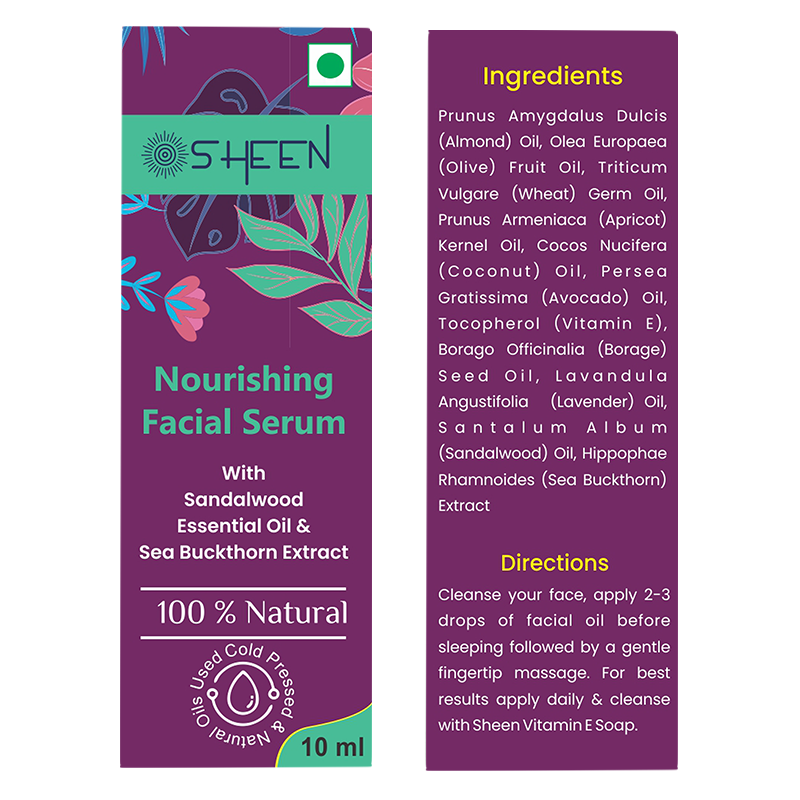 SHEEN
Nourishing
Facial Serum
With
Sandalwood
Essential Oil &
Sea Buckthorn Extract
100 % Natural
Cold Pressed & Natural Oils Used
10 ml
Ingredients
Prunus Amygdalus Dulcis
(Almond) Oil, Olea Europaea
(Olive) Fruit Oil, Triticum
Vulgare (Wheat) Germ Oil,
Prunus Armeniaca (Apricot)
Kernel Oil, Cocos Nucifera
(Coconut) Oil, Persea
Gratissima (Avocado) Oil,
Tocopherol (Vitamin E),
Borago Officinalia (Borage)
Seed Oil, Lavandula
Angustifolia (Lavender) Oil,
Santalum Album
(Sandalwood) Oil, Hippophae
Rhamnoides (Sea Buckthorn)
Extract
Directions
Cleanse your face, apply 2-3
drops of facial oil before
sleeping followed by a gentle
fingertip massage. For best
results apply daily & cleanse
with Sheen Vitamin E Soap.